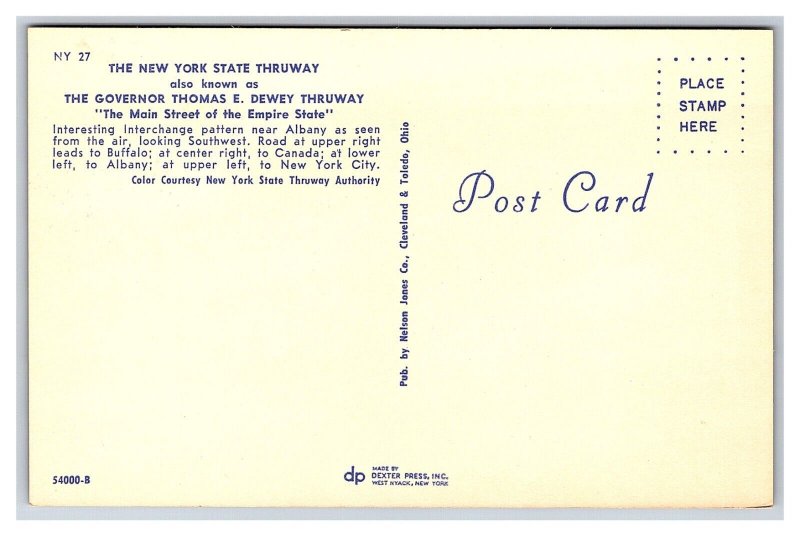 NY 27
THE NEW YORK STATE THRUWAY
also known as
THE GOVERNOR THOMAS E. DEWEY THRUWAY
"The Main Street of the Empire State"
Interesting Interchange pattern near Albany as seen
from the air, looking Southwest. Road at upper right
leads to Buffalo; at center right, to Canada; at lower
left, to Albany; at upper left, to New York City.
Color Courtesy New York State Thruway Authority
54000-B
Pub. by Nelson Jones Co., Cleveland & Toledo, Ohio
dp
MADE BY
DEXTER PRESS, INC.
WEST NYACK, NEW YORK
PLACE
STAMP
HERE
Post Card